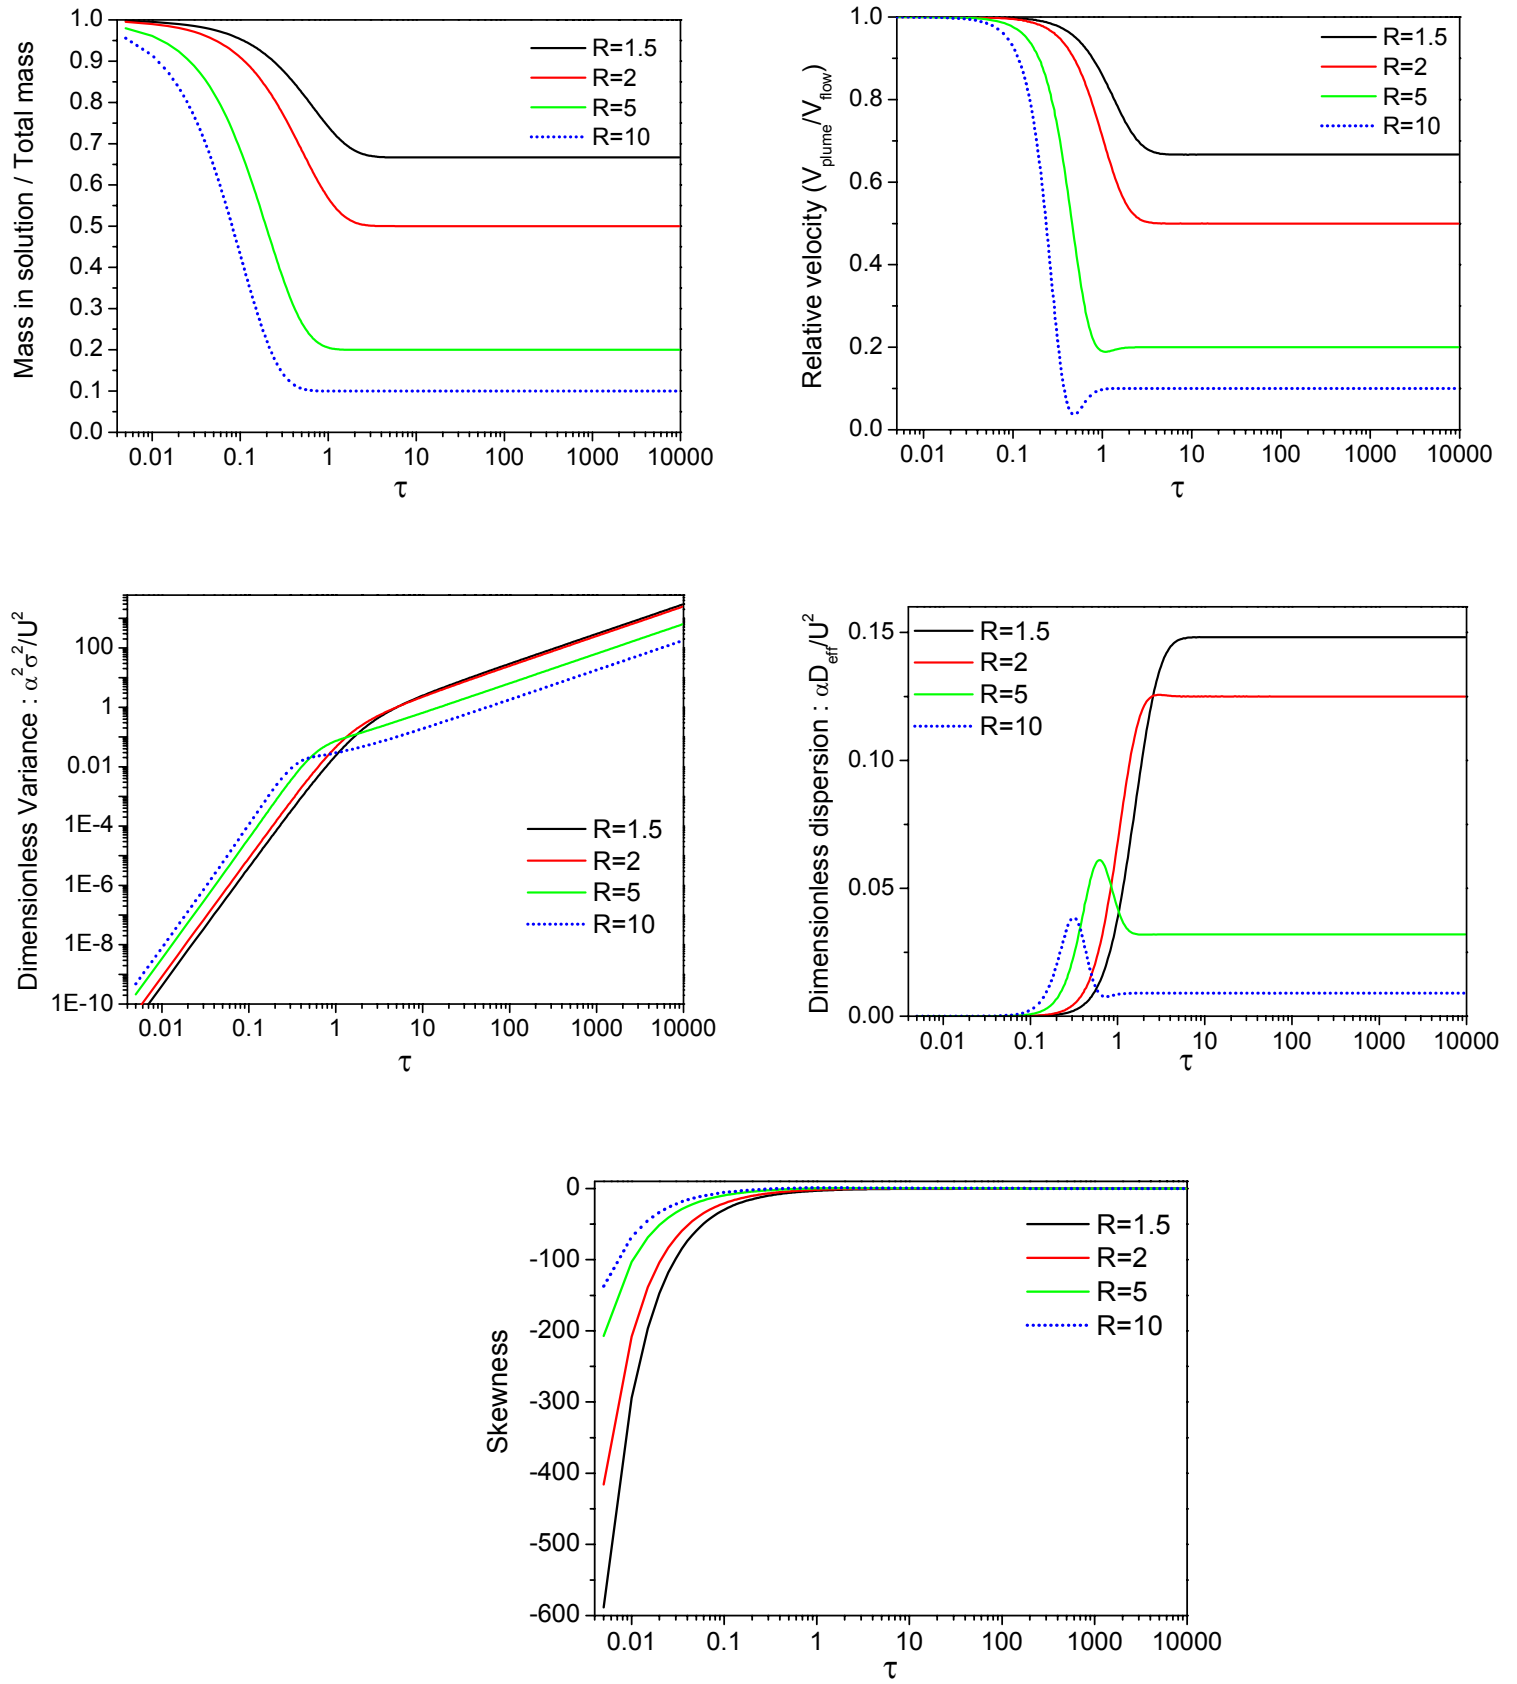 Mass in solution / Total mass
1.0
0.9
0.8
0.7
0.6
0.5
0.4
0.3
0.2
0.1
0.0
R=1.5
R=2
R=5
R=10
0.01 0.1 1 10 100 1000 10000
τ
Relative velocity (V_plume/V_flow)
1.0
0.8
0.6
0.4
0.2
0.0
R=1.5
R=2
R=5
R=10
0.01 0.1 1 10 100 1000 10000
τ
Dimensionless Variance : α²σ²/U²
100
1
0.01
1E-4
1E-6
1E-8
1E-10
R=1.5
R=2
R=5
R=10
0.01 0.1 1 10 100 1000 10000
τ
Dimensionless dispersion : αD_eff/U²
0.15
0.10
0.05
0.00
R=1.5
R=2
R=5
R=10
0.01 0.1 1 10 100 1000 10000
τ
Skewness
0
-100
-200
-300
-400
-500
-600
R=1.5
R=2
R=5
R=10
0.01 0.1 1 10 100 1000 10000
τ